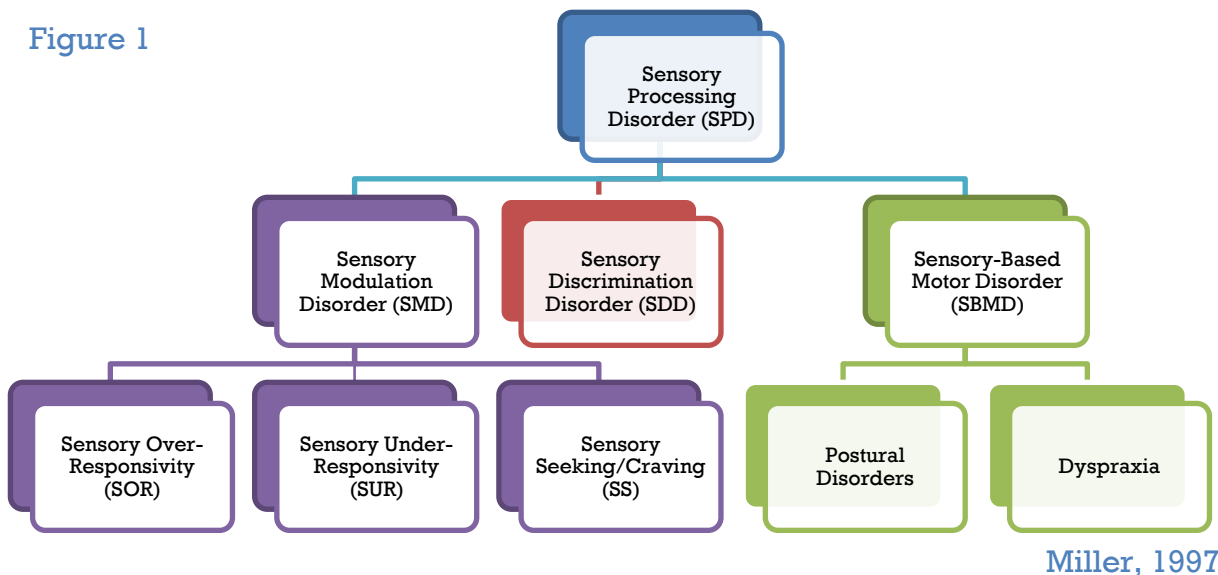 Figure 1
Sensory
Processing
Disorder (SPD)
Sensory
Modulation
Disorder (SMD)
Sensory
Discrimination
Disorder (SDD)
Sensory-Based
Motor Disorder
(SBMD)
Sensory Over-
Responsivity
(SOR)
Sensory Under-
Responsivity
(SUR)
Sensory
Seeking/Craving
(SS)
Postural
Disorders
Dyspraxia
Miller, 1997